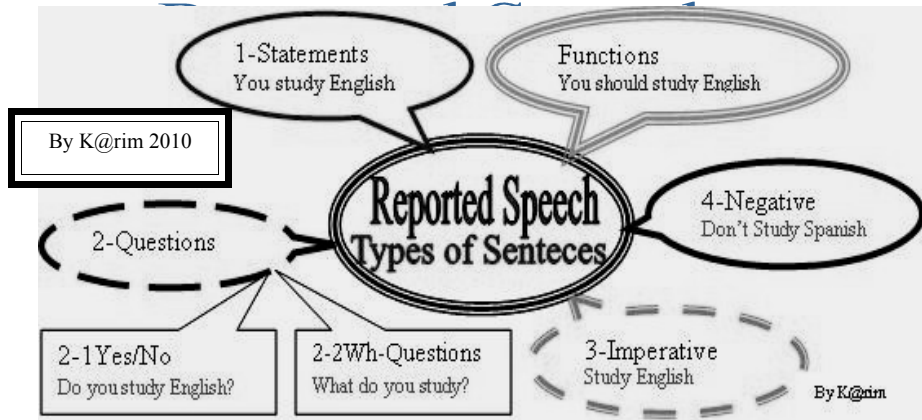 1-Statements
You study English
Functions
You should study English
By K@rim 2010
Reported Speech
Types of Senteces
4-Negative
Don't Study Spanish
2-Questions
2-1Yes/No
Do you study English?
2-2Wh-Questions
What do you study?
3-Imperative
Study English
By K@rim